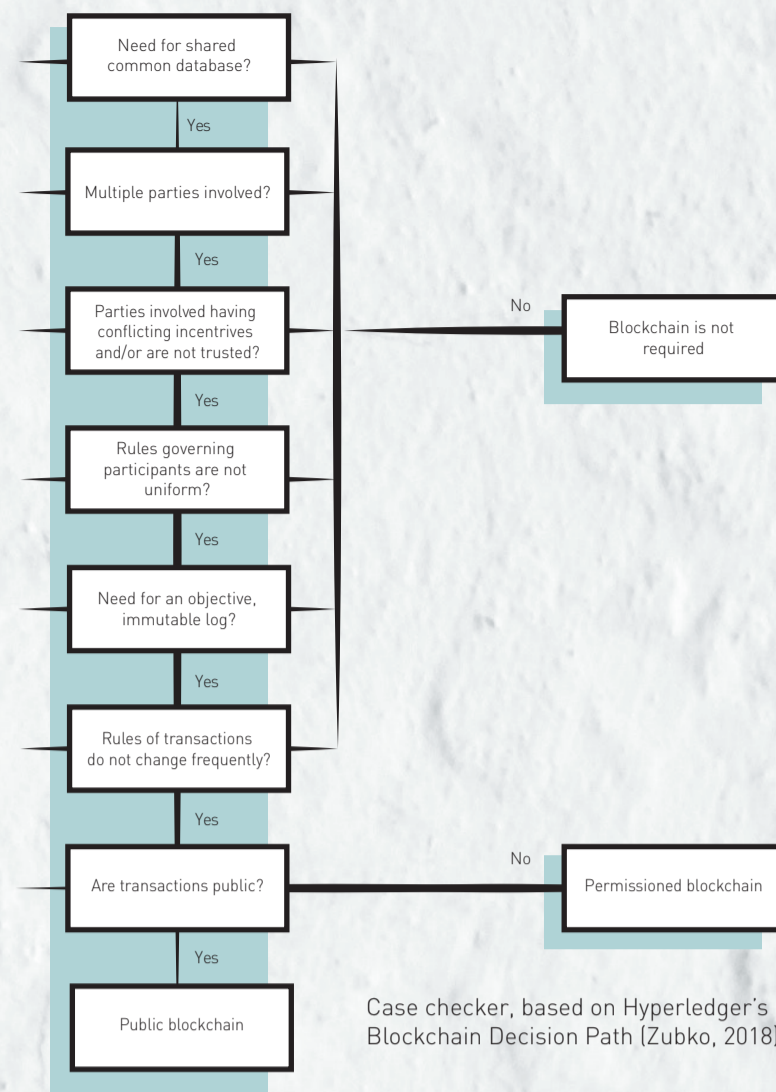 Need for shared
common database?
Yes
Multiple parties involved?
Yes
Parties involved having
conflicting incentrives
and/or are not trusted?
No
Blockchain is not
required
Yes
Rules governing
participants are not
uniform?
Yes
Need for an objective,
immutable log?
Yes
Rules of transactions
do not change frequently?
Yes
Are transactions public?
No
Permissioned blockchain
Yes
Public blockchain
Case checker, based on Hyperledger’s
Blockchain Decision Path (Zubko, 2018)